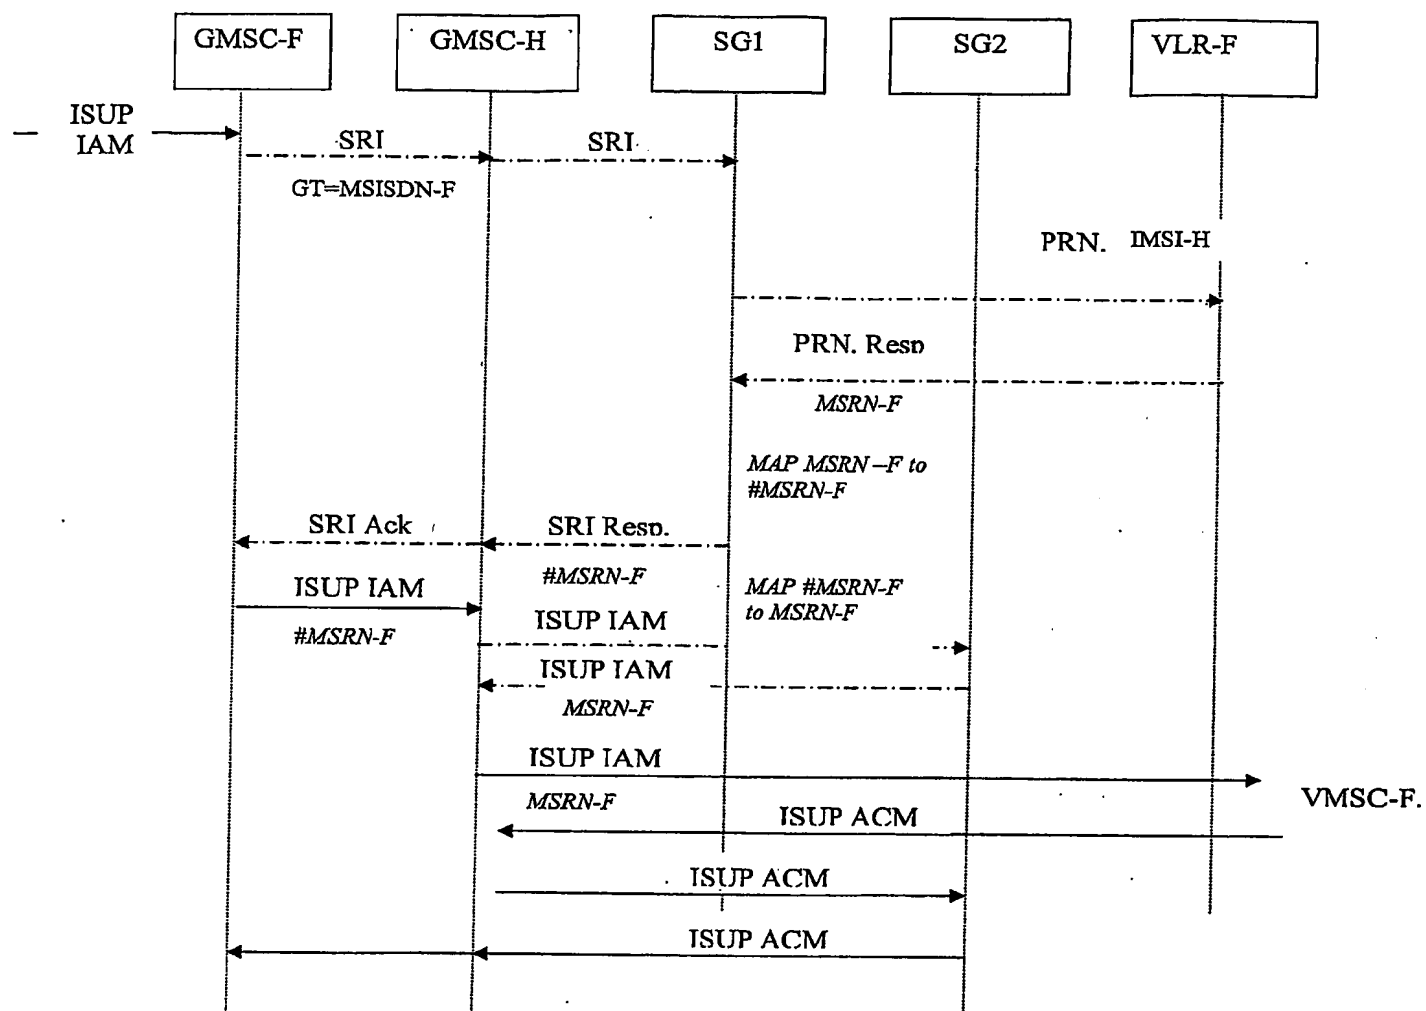 GMSC-F
GMSC-H
SG1
SG2
VLR-F
ISUP
IAM
SRI
SRI
GT=MSISDN-F
PRN. IMSI-H
PRN. Resp
MSRN-F
MAP MSRN –F to
#MSRN-F
SRI Ack
SRI Resp.
#MSRN-F
MAP #MSRN-F
to MSRN-F
ISUP IAM
#MSRN-F
ISUP IAM
ISUP IAM
MSRN-F
ISUP IAM
MSRN-F
VMSC-F.
ISUP ACM
ISUP ACM
ISUP ACM